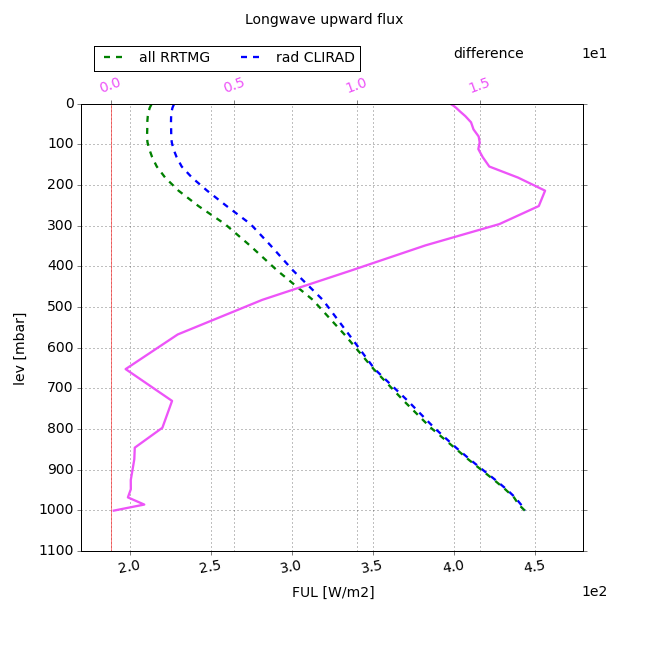 Longwave upward flux
all RRTMG rad CLIRAD difference 1e1
0.0 0.5 1.0 1.5
0
100
200
300
400
500
600
700
800
900
1000
1100
lev [mbar]
2.0 2.5 3.0 3.5 4.0 4.5
FUL [W/m2] 1e2